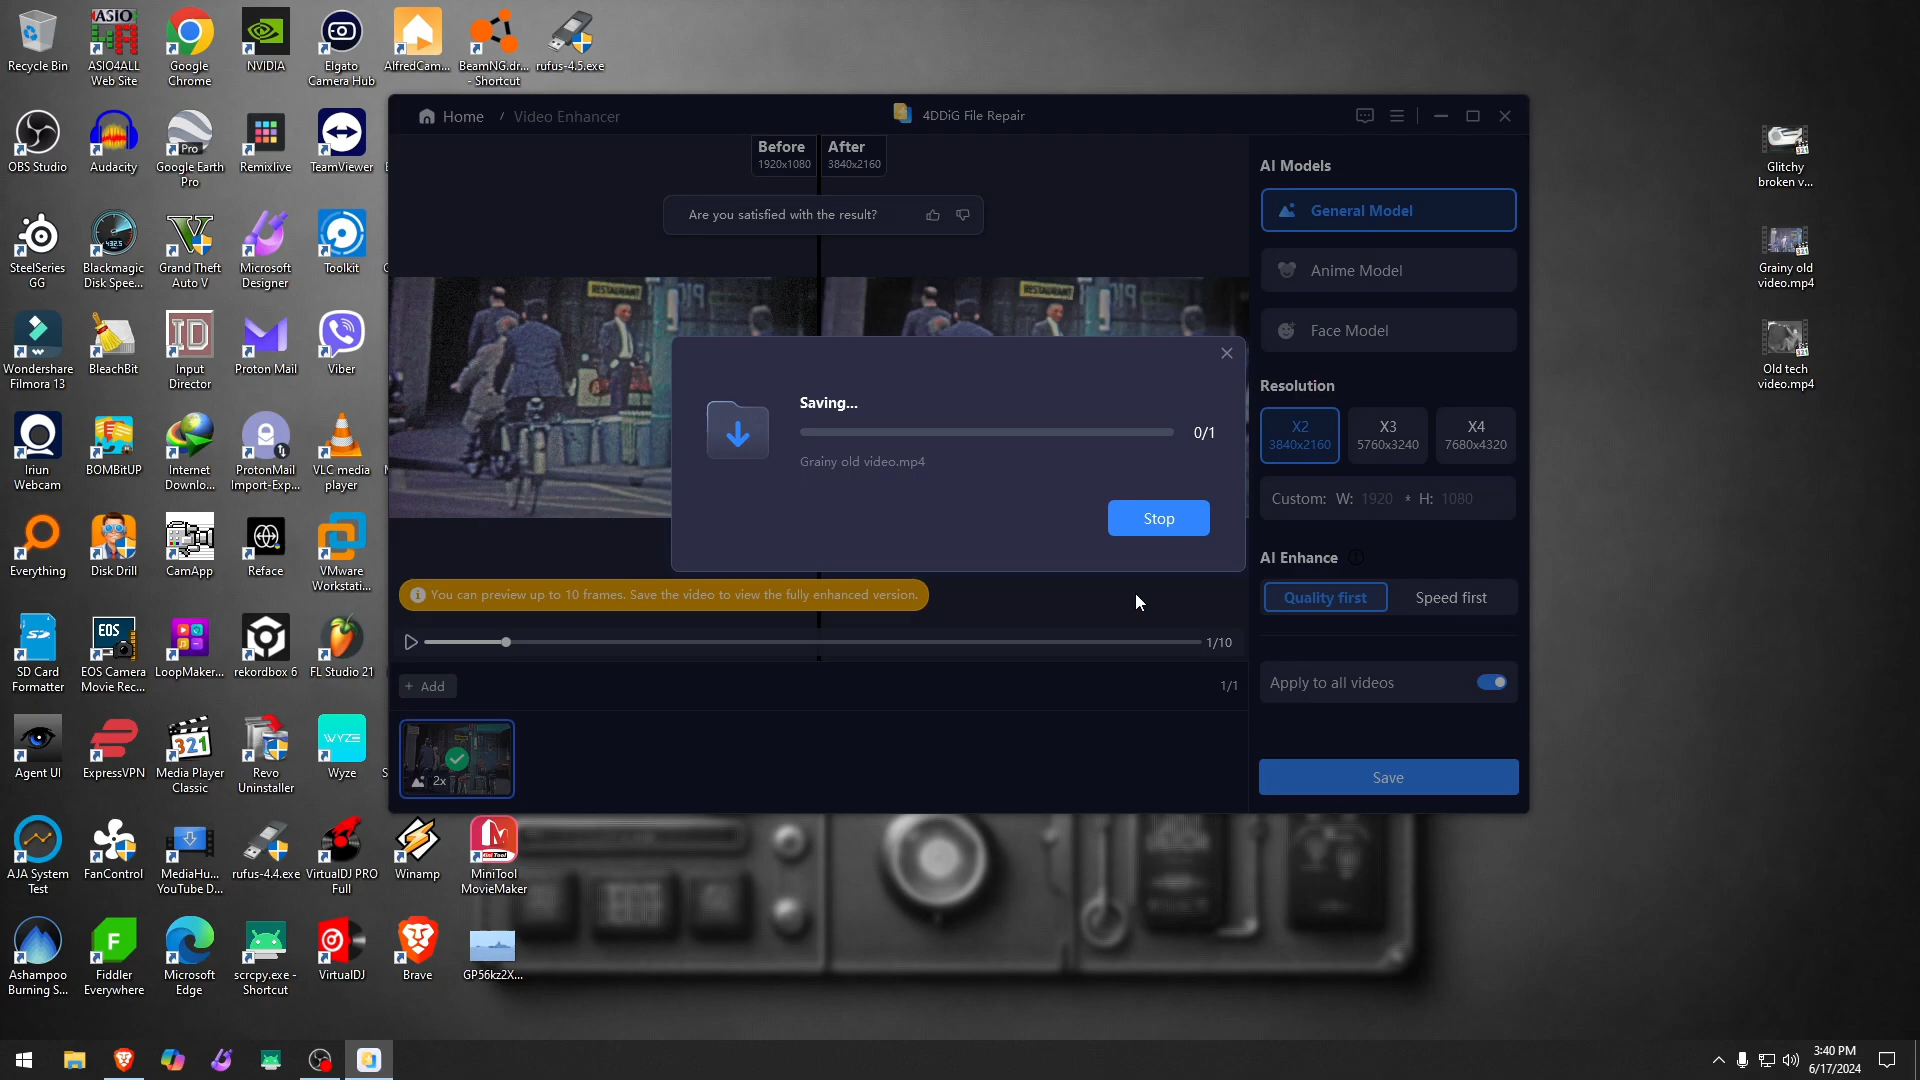 Recycle Bin
ASIO4ALL
Web Site
Google
Chrome
NVIDIA
Elgato
Camera Hub
AlfredCam...
BeamNG.dr...
- Shortcut
rufus-4.5.exe
OBS Studio
Audacity
Google Earth
Pro
Remixlive
TeamViewer
SteelSeries
GG
Blackmagic
Disk Spee...
Grand Theft
Auto V
Microsoft
Designer
Toolkit
Wondershare
Filmora 13
BleachBit
Input
Director
Proton Mail
Viber
Iriun
Webcam
BOMBitUP
Internet
Downlo...
ProtonMail
Import-Exp...
VLC media
player
Everything
Disk Drill
CamApp
Reface
VMware
Workstati...
SD Card
Formatter
EOS Camera
Movie Rec...
LoopMaker...
rekordbox 6
FL Studio 21
Agent UI
ExpressVPN
Media Player
Classic
Revo
Uninstaller
Wyze
AJA System
Test
FanControl
MediaHu...
YouTube D...
rufus-4.4.exe
VirtualDJ PRO
Full
Winamp
MiniTool
MovieMaker
Ashampoo
Burning S...
Fiddler
Everywhere
Microsoft
Edge
scrcpy.exe -
Shortcut
VirtualDJ
Brave
GP56kz2X...
Home / Video Enhancer
4DDiG File Repair
Before
1920x1080
After
3840x2160
Are you satisfied with the result?
RESTAURANT
RESTAURANT
Saving...
0/1
Grainy old video.mp4
Stop
You can preview up to 10 frames. Save the video to view the fully enhanced version.
1/10
+ Add
1/1
2x
AI Models
General Model
Anime Model
Face Model
Resolution
X2
3840x2160
X3
5760x3240
X4
7680x4320
Custom: W: 1920 * H: 1080
AI Enhance
Quality first
Speed first
Apply to all videos
Save
Glitchy
broken v...
Grainy old
video.mp4
Old tech
video.mp4
3:40 PM
6/17/2024